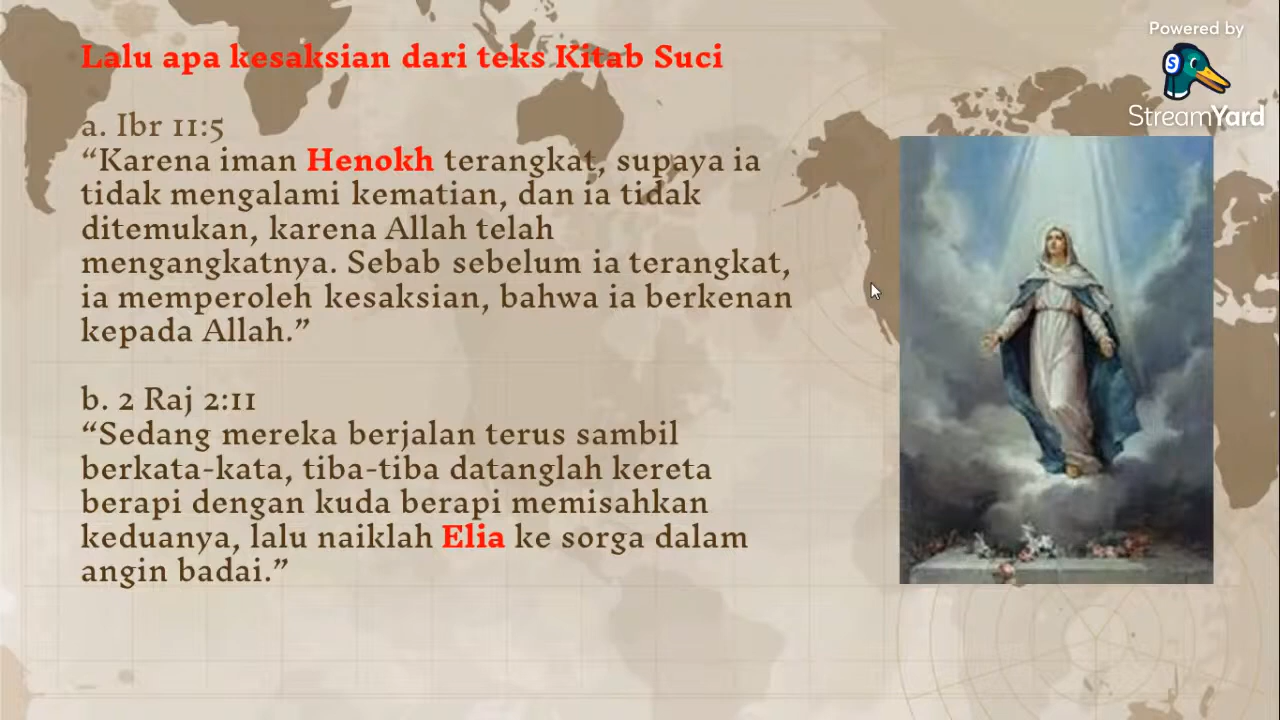 Lalu apa kesaksian dari teks Kitab Suci
a. Ibr 11:5
“Karena iman Henokh terangkat, supaya ia
tidak mengalami kematian, dan ia tidak
ditemukan, karena Allah telah
mengangkatnya. Sebab sebelum ia terangkat,
ia memperoleh kesaksian, bahwa ia berkenan
kepada Allah.”
b. 2 Raj 2:11
“Sedang mereka berjalan terus sambil
berkata-kata, tiba-tiba datanglah kereta
berapi dengan kuda berapi memisahkan
keduanya, lalu naiklah Elia ke sorga dalam
angin badai.”
Powered by
S
StreamYard